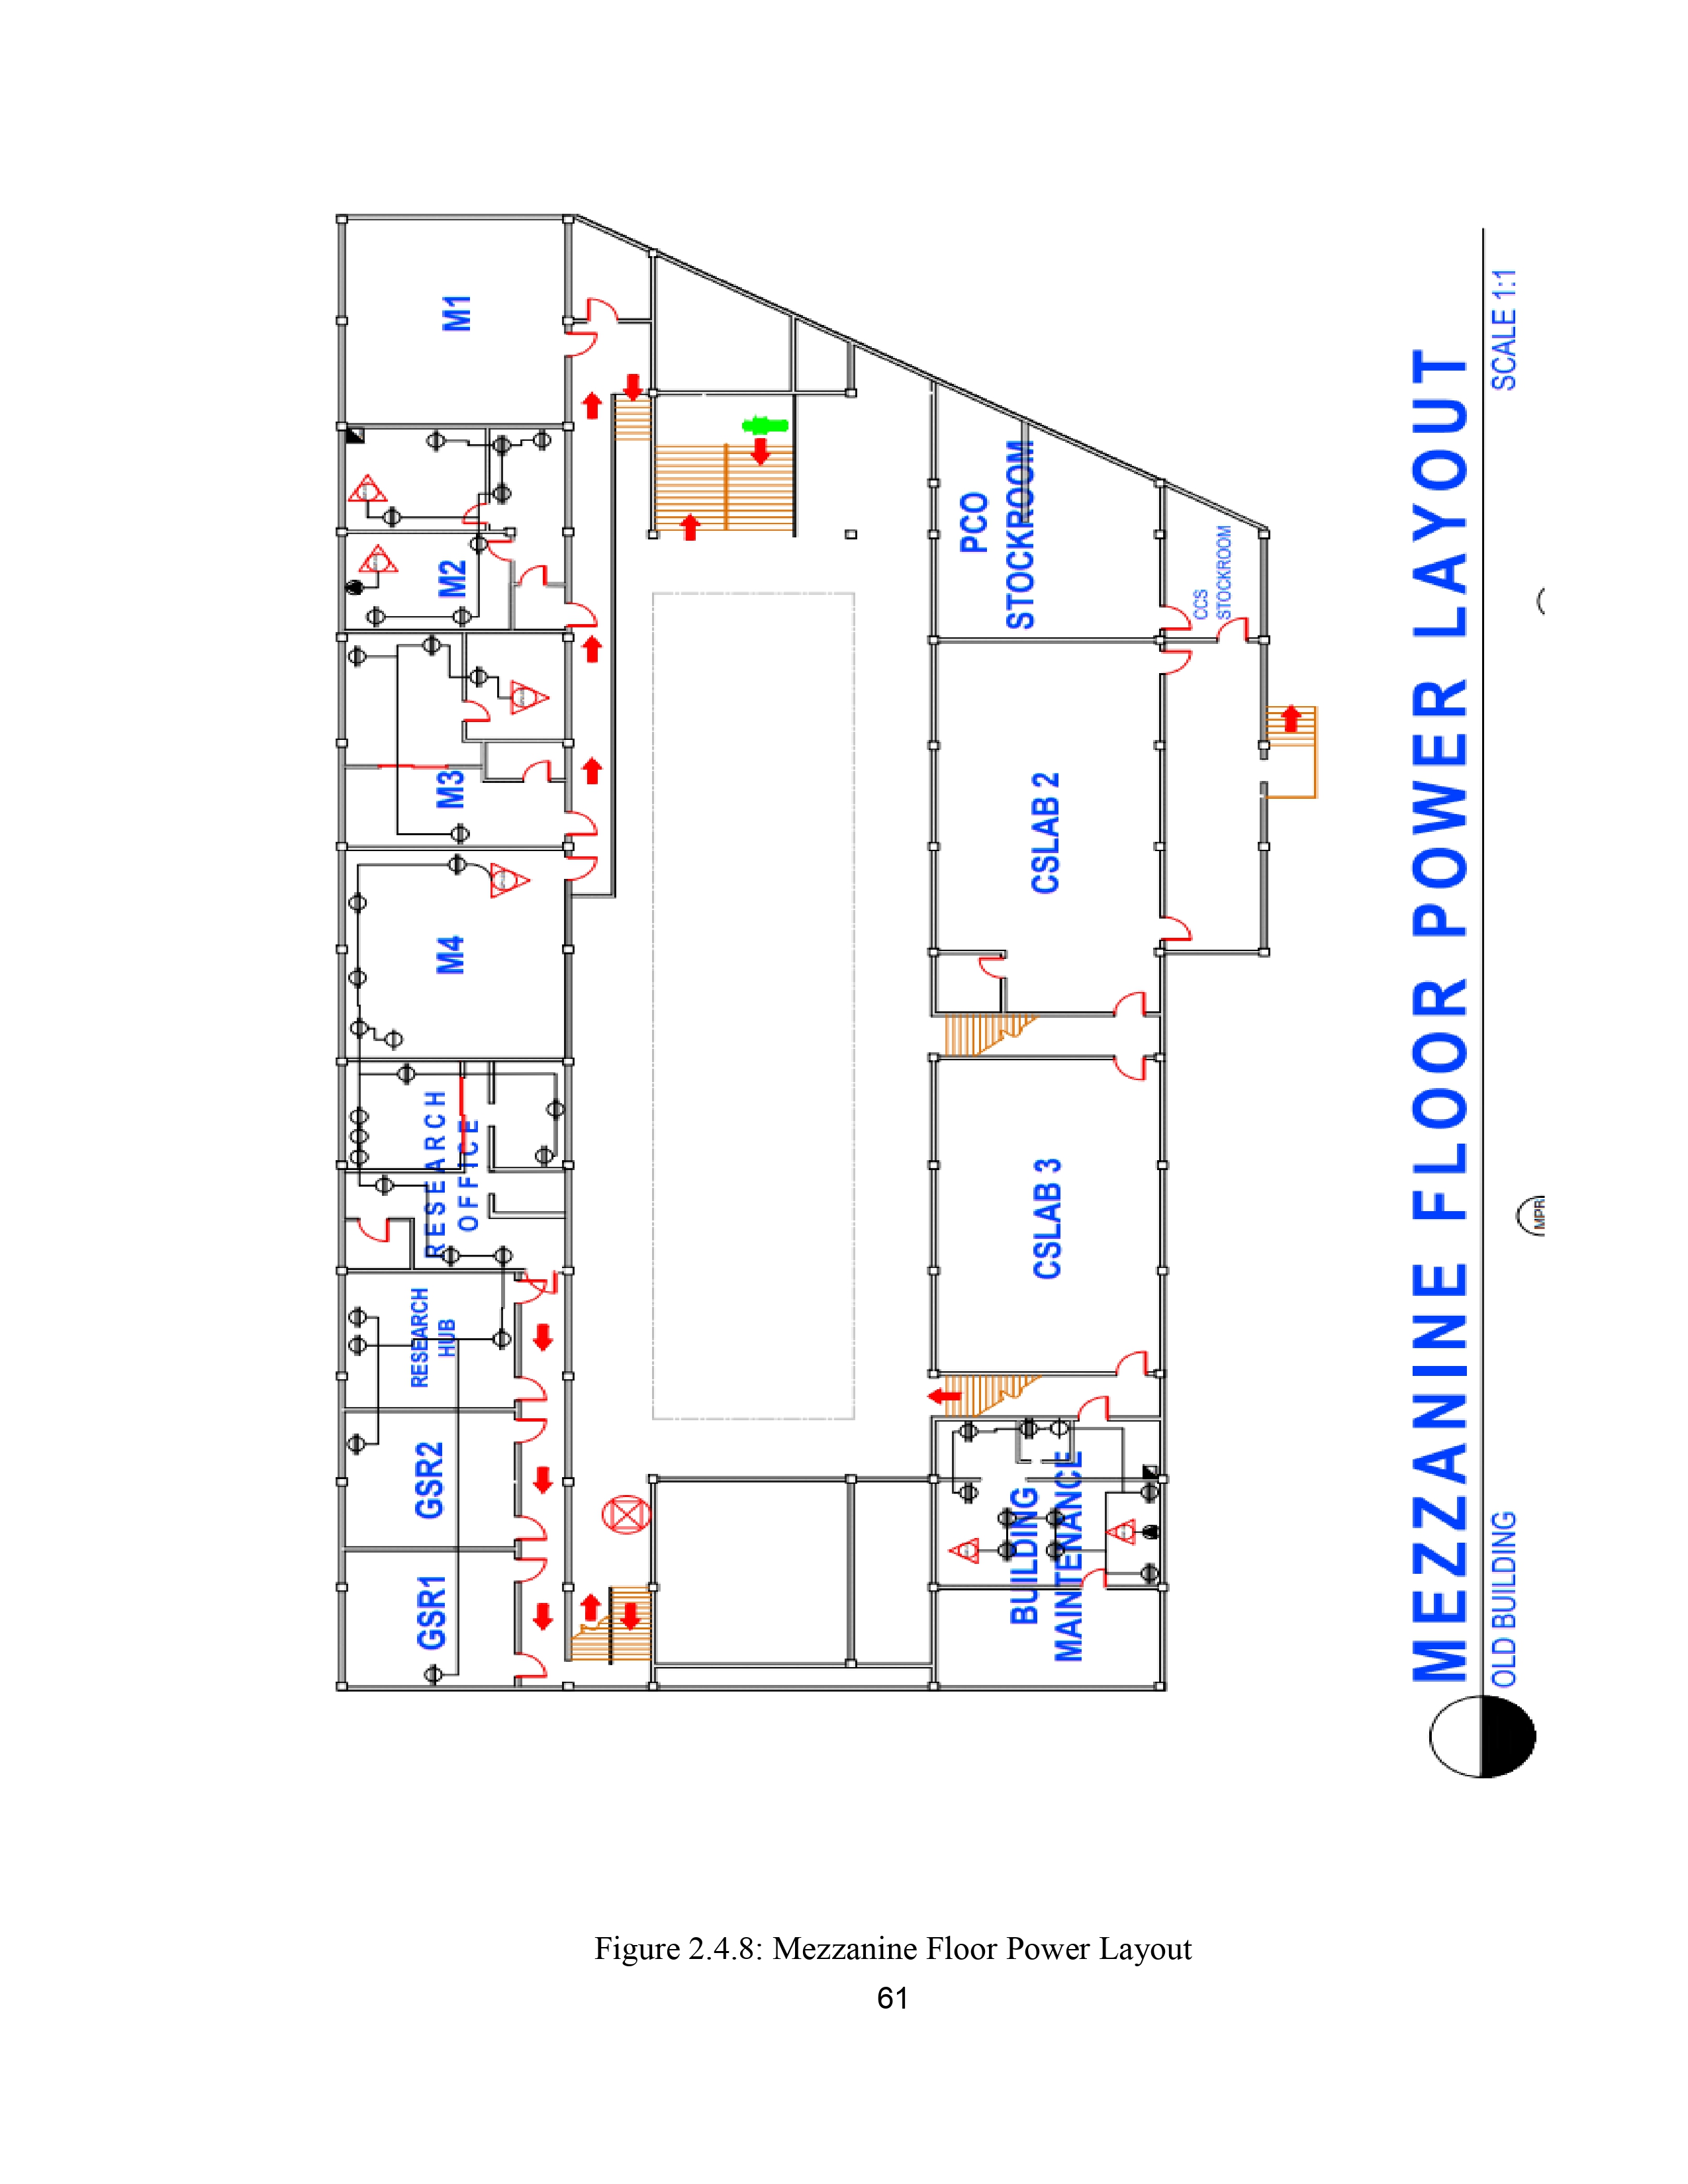 M1
M2
M3
M4
RESEARCH
OFFICE
RESEARCH
HUB
GSR2
GSR1
PCO
STOCKROOM
CCS
STOCKROOM
CSLAB 2
CSLAB 3
BUILDING
MAINTENANCE
MEZZANINE FLOOR POWER LAYOUT
OLD BUILDING
SCALE 1:1
MPR
Figure 2.4.8: Mezzanine Floor Power Layout
61